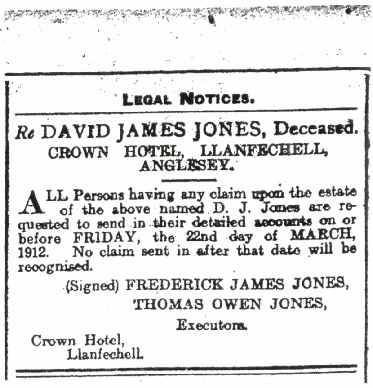 LEGAL NOTICES.
Re DAVID JAMES JONES, Deceased.
CROWN HOTEL, LLANFECHELL,
ANGLESEY.
ALL Persons having any claim upon the estate
of the above named D. J. Jones are re-
quested to send in their detailed accounts on or
before FRIDAY, the 22nd day of MARCH,
1912. No claim sent in after that date will be
recognised.
(Signed) FREDERICK JAMES JONES,
THOMAS OWEN JONES,
Executors.
Crown Hotel,
Llanfechell.